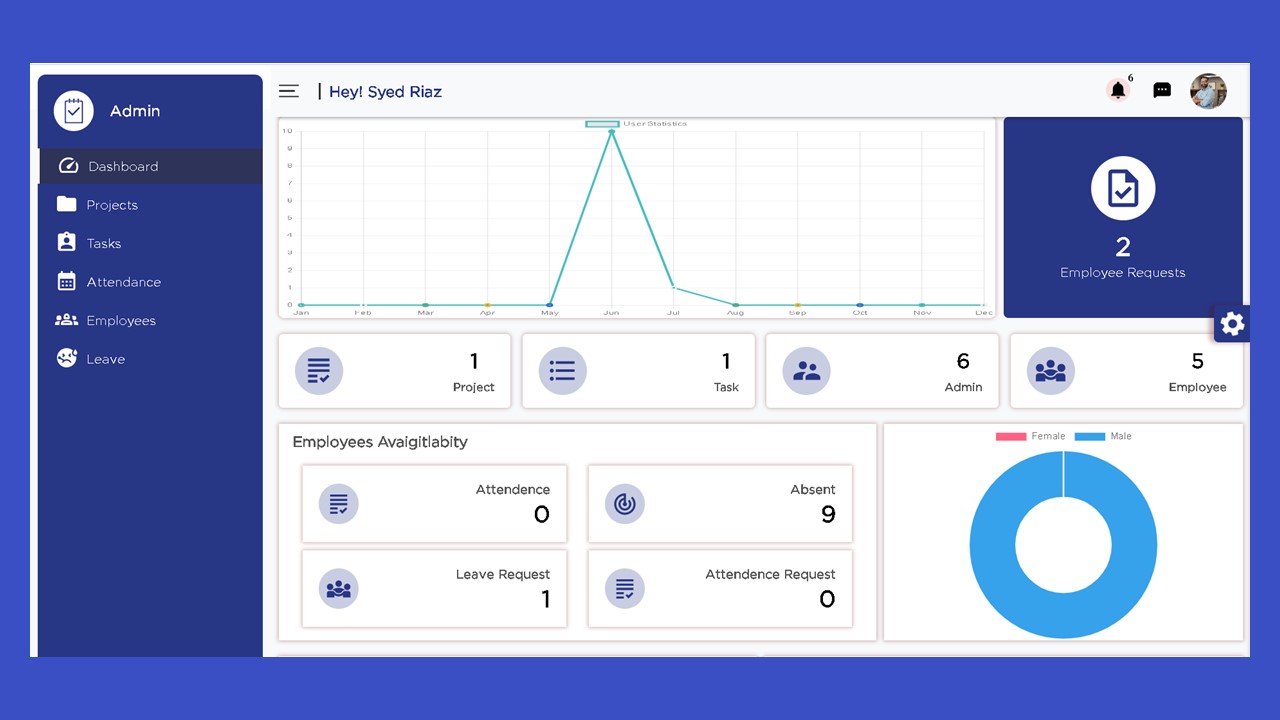 Admin
Hey! Syed Riaz
6
Dashboard
Projects
Tasks
Attendance
Employees
Leave
User Statistics
10
9
8
7
6
5
4
3
2
1
0
Jan Feb Mar Apr May Jun Jul Aug Sep Oct Nov Dec
2
Employee Requests
1
Project
1
Task
6
Admin
5
Employee
Employees Avaigitlabity
Attendence
0
Absent
9
Leave Request
1
Attendence Request
0
Female Male